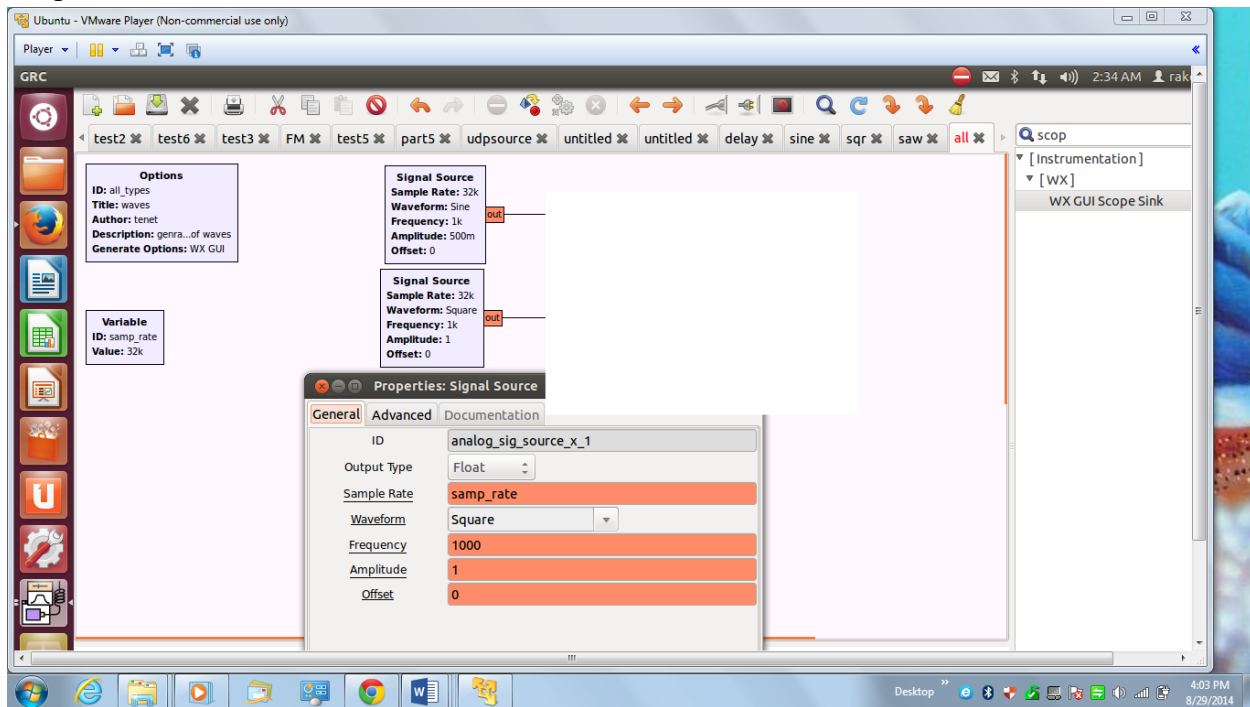 Ubuntu - VMware Player (Non-commercial use only)
Player
GRC
2:34 AM
test2 test6 test3 FM test5 part5 udpsource untitled untitled delay sine sqr saw all
scop
[Instrumentation]
[WX]
WX GUI Scope Sink
Options
ID: all_types
Title: waves
Author: tenet
Description: genra...of waves
Generate Options: WX GUI
Signal Source
Sample Rate: 32k
Waveform: Sine
Frequency: 1k
Amplitude: 500m
Offset: 0
out
Signal Source
Sample Rate: 32k
Waveform: Square
Frequency: 1k
Amplitude: 1
Offset: 0
out
Variable
ID: samp_rate
Value: 32k
Properties: Signal Source
General Advanced Documentation
ID analog_sig_source_x_1
Output Type Float
Sample Rate samp_rate
Waveform Square
Frequency 1000
Amplitude 1
Offset 0
Desktop
4:03 PM
8/29/2014